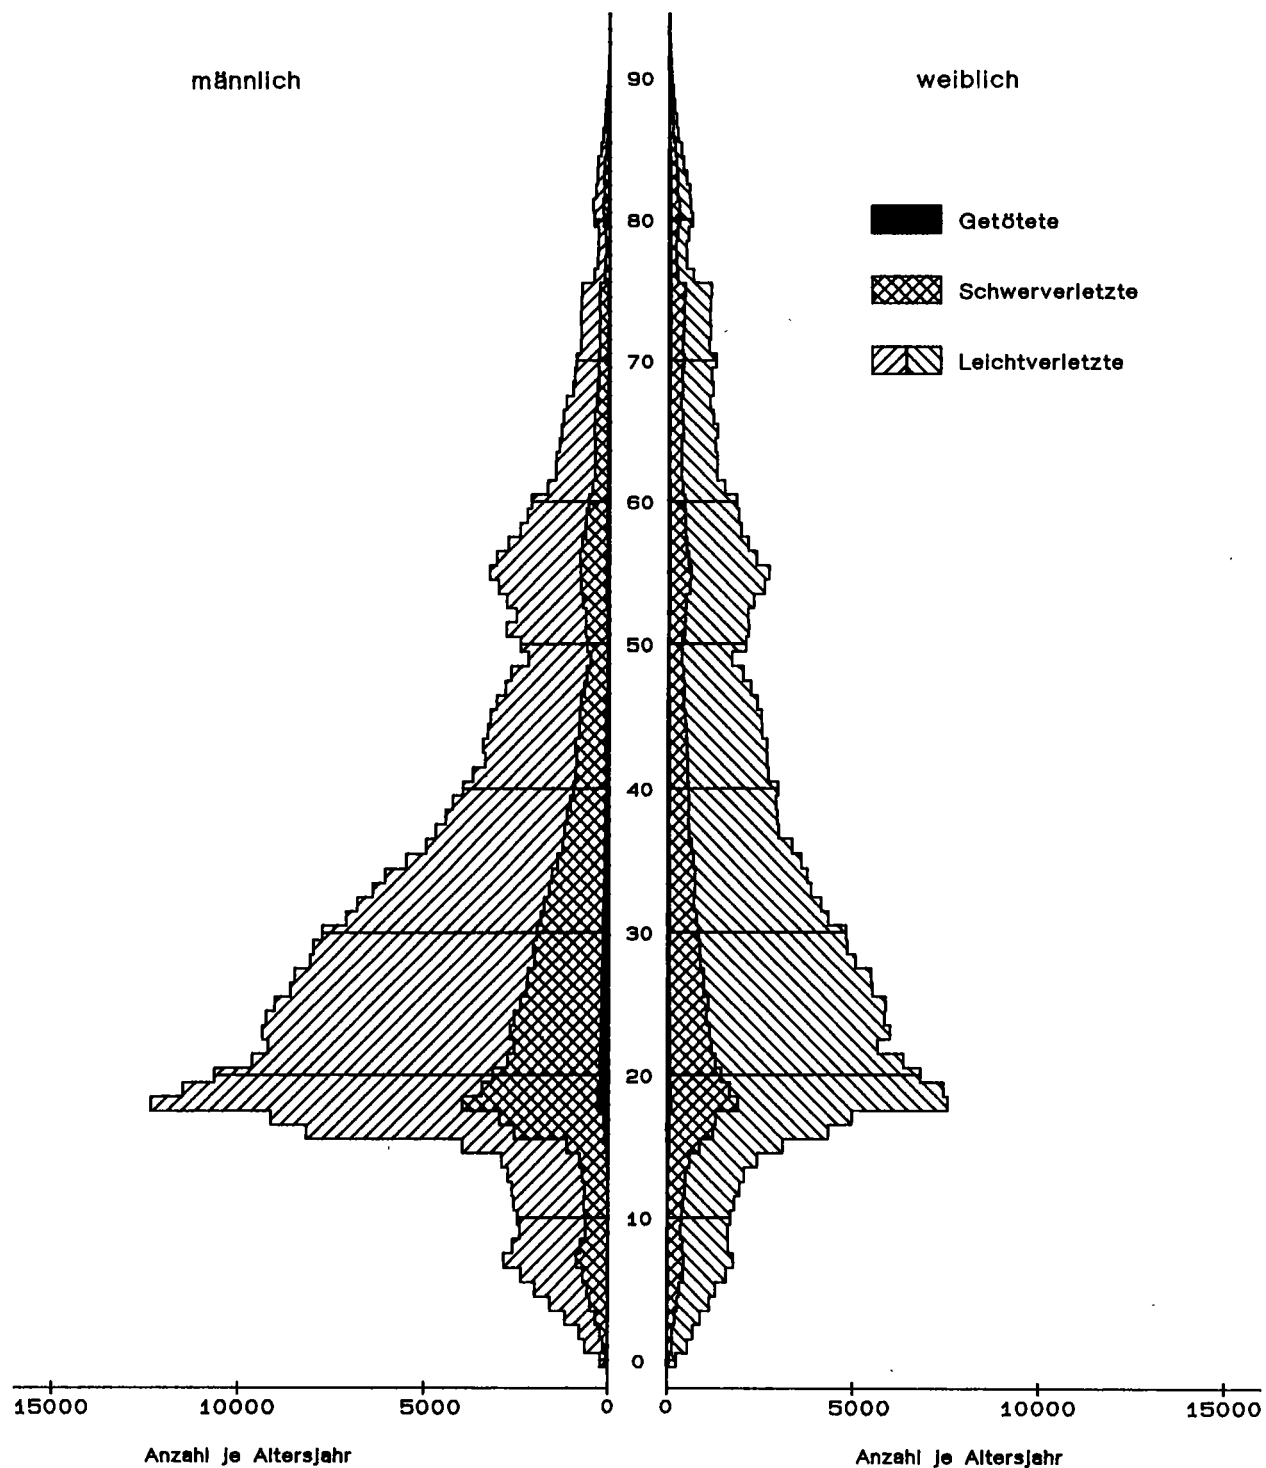 männlich
weiblich
90
80
70
60
50
40
30
20
10
0
Getötete
Schwerverletzte
Leichtverletzte
15000 10000 5000 0
0 5000 10000 15000
Anzahl je Altersjahr
Anzahl je Altersjahr